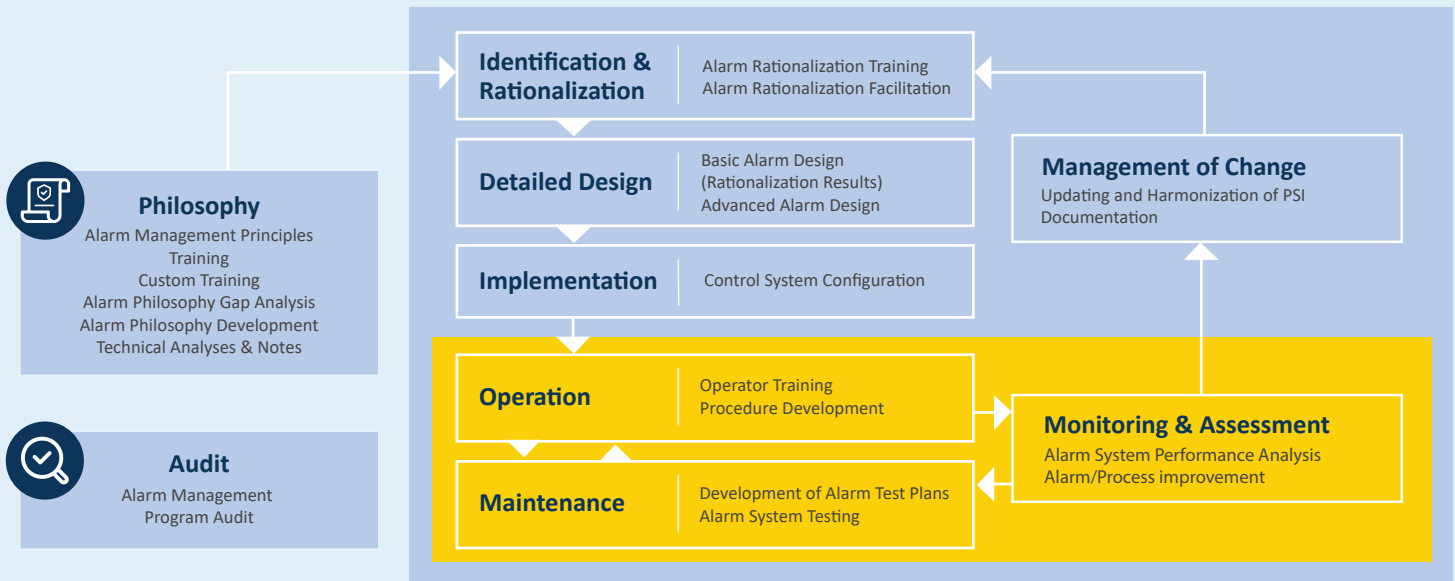 Identification &
Rationalization
Alarm Rationalization Training
Alarm Rationalization Facilitation
Detailed Design
Basic Alarm Design
(Rationalization Results)
Advanced Alarm Design
Implementation
Control System Configuration
Operation
Operator Training
Procedure Development
Maintenance
Development of Alarm Test Plans
Alarm System Testing
Management of Change
Updating and Harmonization of PSI
Documentation
Monitoring & Assessment
Alarm System Performance Analysis
Alarm/Process improvement
Philosophy
Alarm Management Principles
Training
Custom Training
Alarm Philosophy Gap Analysis
Alarm Philosophy Development
Technical Analyses & Notes
Audit
Alarm Management
Program Audit